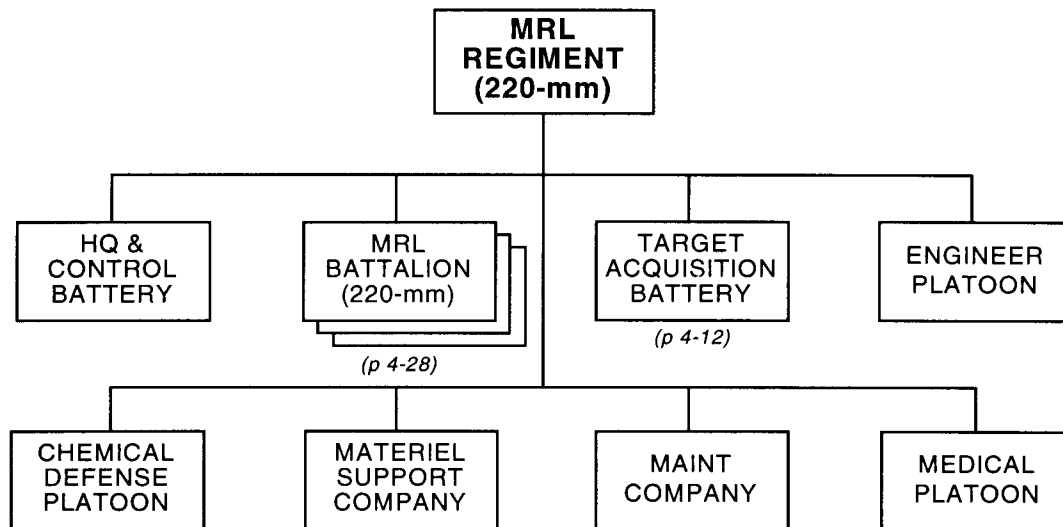 MRL
REGIMENT
(220-mm)
HQ &
CONTROL
BATTERY
MRL
BATTALION
(220-mm)
(p 4-28)
TARGET
ACQUISITION
BATTERY
(p 4-12)
ENGINEER
PLATOON
CHEMICAL
DEFENSE
PLATOON
MATERIEL
SUPPORT
COMPANY
MAINT
COMPANY
MEDICAL
PLATOON